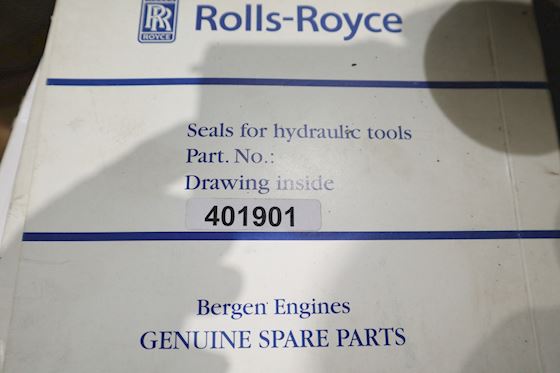 RR
ROYCE
Rolls-Royce
Seals for hydraulic tools
Part. No.:
Drawing inside
401901
Bergen Engines
GENUINE SPARE PARTS